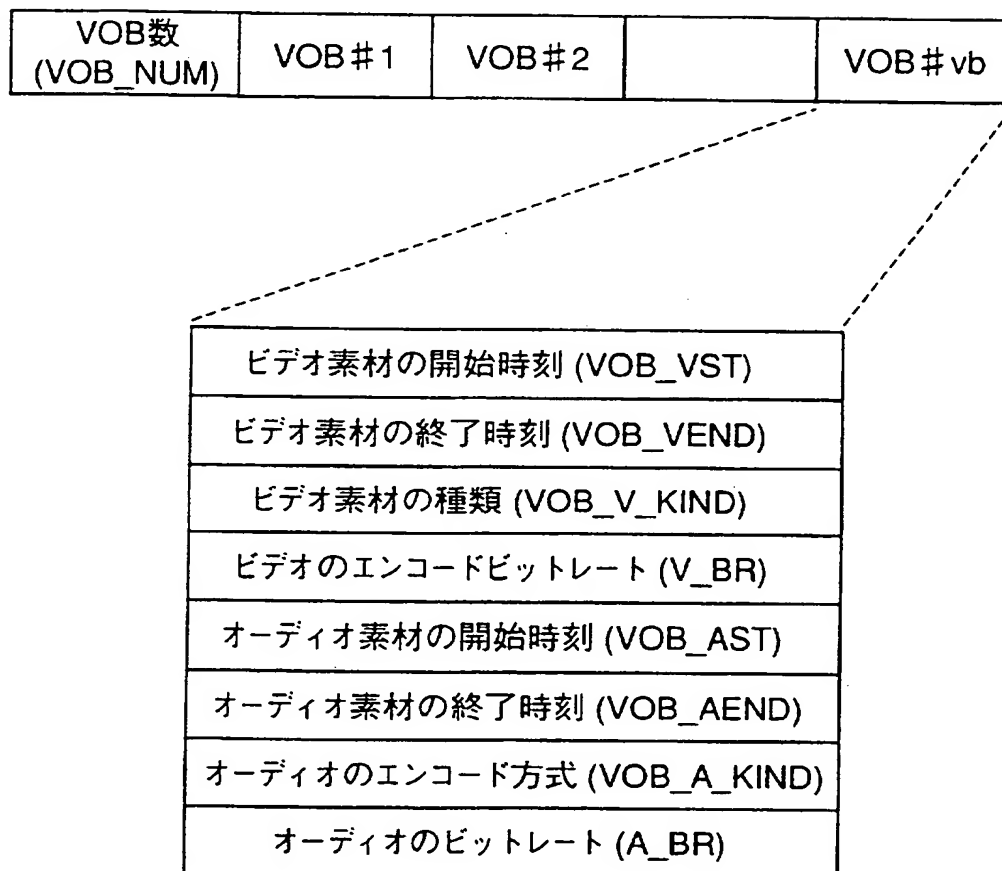 VOB数
(VOB_NUM)
VOB♯1
VOB♯2
VOB♯vb
ビデオ素材の開始時刻 (VOB_VST)
ビデオ素材の終了時刻 (VOB_VEND)
ビデオ素材の種類 (VOB_V_KIND)
ビデオのエンコードビットレート (V_BR)
オーディオ素材の開始時刻 (VOB_AST)
オーディオ素材の終了時刻 (VOB_AEND)
オーディオのエンコード方式 (VOB_A_KIND)
オーディオのビットレート (A_BR)